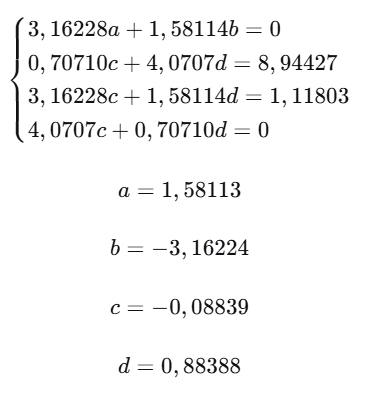 3,16228a + 1,58114b = 0
0,70710c + 4,0707d = 8,94427
3,16228c + 1,58114d = 1,11803
4,0707c + 0,70710d = 0
a = 1,58113
b = −3,16224
c = −0,08839
d = 0,88388